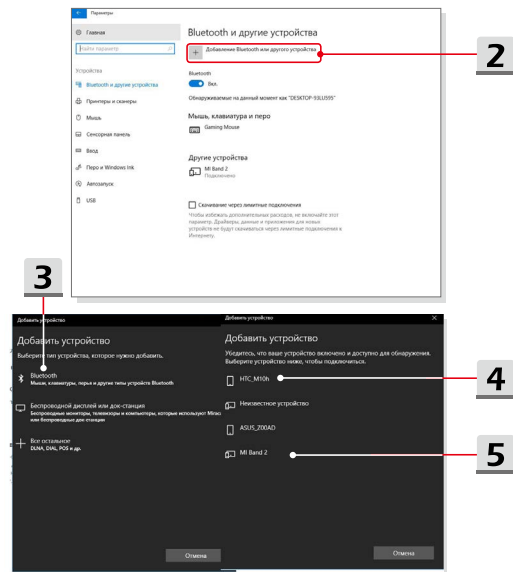 Параметры
Главная
Найти параметр
Устройства
Bluetooth и другие устройства
Принтеры и сканеры
Мышь
Сенсорная панель
Ввод
Перо и Windows Ink
Автозапуск
USB
Bluetooth и другие устройства
Добавление Bluetooth или другого устройства
2
Bluetooth
Вкл.
Обнаруживаемые на данный момент как "DESKTOP-93LU595"
Мышь, клавиатура и перо
Gaming Mouse
Другие устройства
MI Band 2
Подключено
Скачивание через лимитные подключения
Чтобы избежать дополнительных расходов, не включайте этот
параметр. Драйверы, данные и приложения для новых
устройств не будут скачиваться через лимитные подключения к
Интернету.
3
Добавить устройство
Добавить устройство
Выберите тип устройства, которое нужно добавить.
Bluetooth
Мыши, клавиатуры, перья и другие типы устройств Bluetooth
Беспроводной дисплей или док-станция
Беспроводные мониторы, телевизоры и компьютеры, которые используют Mirac
или беспроводные док-станции
Все остальное
DLNA, DIAL, POS и др.
Отмена
Добавить устройство
Добавить устройство
Убедитесь, что ваше устройство включено и доступно для обнаружения.
Выберите устройство ниже, чтобы подключиться.
HTC_M10h
4
Неизвестное устройство
ASUS_Z00AD
MI Band 2
5
Отмена